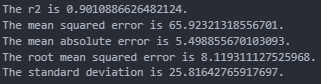 The r2 is 0.9010886626482124.
The mean squared error is 65.92321318556701.
The mean absolute error is 5.498855670103093.
The root mean squared error is 8.119311127525968.
The standard deviation is 25.81642765917697.